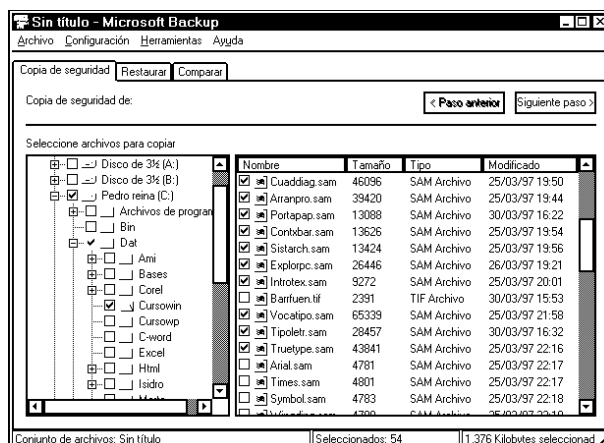 Sin título - Microsoft Backup
Archivo Configuración Herramientas Ayuda
Copia de seguridad Restaurar Comparar
Copia de seguridad de:
< Paso anterior Siguiente paso >
Seleccione archivos para copiar
Disco de 3½ (A:)
Disco de 3½ (B:)
Pedro reina (C:)
Archivos de program
Bin
Dat
Ami
Bases
Corel
Cursowin
Cursowp
C-word
Excel
Html
Isidro
Nombre Tamaño Tipo Modificado
Cuaddiag.sam 46096 SAM Archivo 25/03/97 19:50
Arranpro.sam 39420 SAM Archivo 25/03/97 19:44
Portapap.sam 13088 SAM Archivo 30/03/97 16:22
Contxbar.sam 13626 SAM Archivo 25/03/97 19:54
Sistarch.sam 13424 SAM Archivo 25/03/97 19:56
Explorpc.sam 26446 SAM Archivo 26/03/97 19:21
Introtex.sam 9272 SAM Archivo 25/03/97 20:01
Barrfuen.tif 2391 TIF Archivo 30/03/97 15:53
Vocatipo.sam 65339 SAM Archivo 25/03/97 21:58
Tipoletr.sam 28457 SAM Archivo 30/03/97 16:32
Truetype.sam 43841 SAM Archivo 25/03/97 22:16
Arial.sam 4781 SAM Archivo 25/03/97 22:17
Times.sam 4801 SAM Archivo 25/03/97 22:17
Symbol.sam 4783 SAM Archivo 25/03/97 22:18
Conjunto de archivos: Sin título Seleccionados: 54 1.376 Kilobytes seleccionad